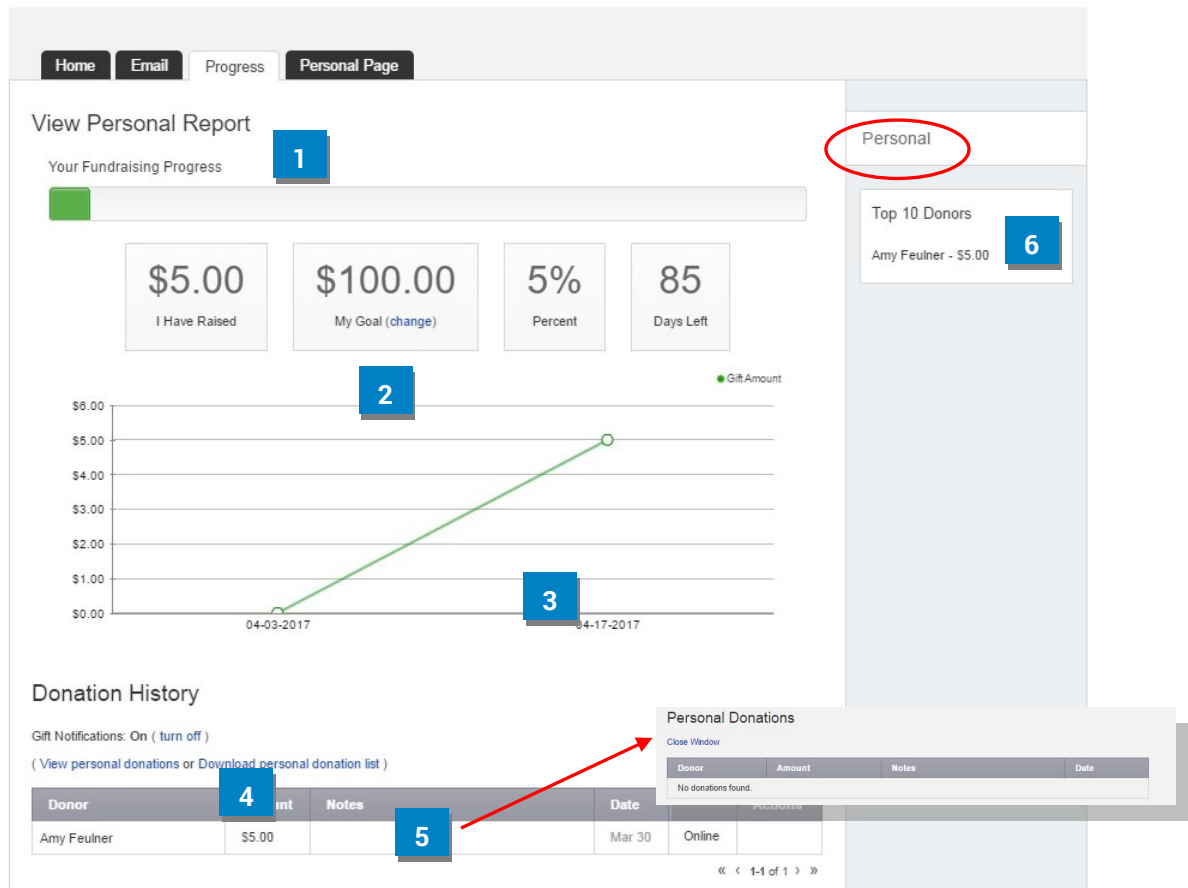 Home Email Progress Personal Page
View Personal Report
1
Your Fundraising Progress
$5.00
I Have Raised
$100.00
My Goal (change)
5%
Percent
85
Days Left
2
Gift Amount
$6.00
$5.00
$4.00
$3.00
$2.00
$1.00
$0.00
3
04-03-2017 04-17-2017
Personal
Top 10 Donors
6
Amy Feulner - $5.00
Donation History
Gift Notifications: On ( turn off )
( View personal donations or Download personal donation list )
4
Donor Notes Date Actions
Amy Feulner $5.00 Mar 30 Online
5
« ‹ 1-1 of 1 › »
Personal Donations
Close Window
Donor Amount Notes Date
No donations found.